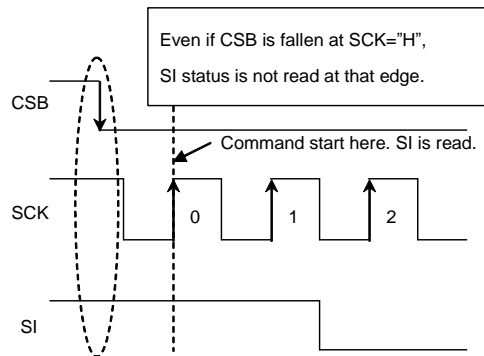 Even if CSB is fallen at SCK="H",
SI status is not read at that edge.
CSB
Command start here. SI is read.
SCK
0
1
2
SI